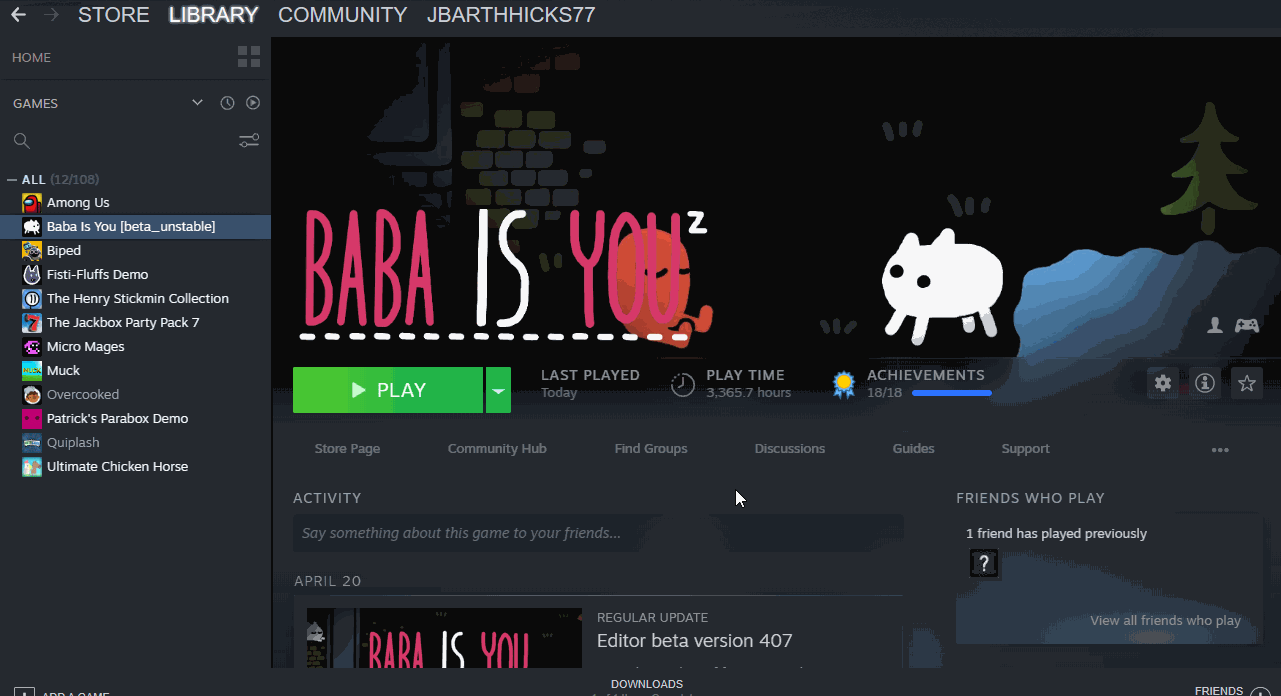 STORE LIBRARY COMMUNITY JBARTHHICKS77
HOME
GAMES
ALL (12/108)
Among Us
Baba Is You [beta_unstable]
Biped
Fisti-Fluffs Demo
The Henry Stickmin Collection
The Jackbox Party Pack 7
Micro Mages
Muck
Overcooked
Patrick's Parabox Demo
Quiplash
Ultimate Chicken Horse
BABA IS YOU z
PLAY
LAST PLAYED
Today
PLAY TIME
3,365.7 hours
ACHIEVEMENTS
18/18
Store Page Community Hub Find Groups Discussions Guides Support
ACTIVITY
Say something about this game to your friends...
APRIL 20
BABA IS YOU
REGULAR UPDATE
Editor beta version 407
FRIENDS WHO PLAY
1 friend has played previously
?
View all friends who play
ADD A GAME
DOWNLOADS
FRIENDS